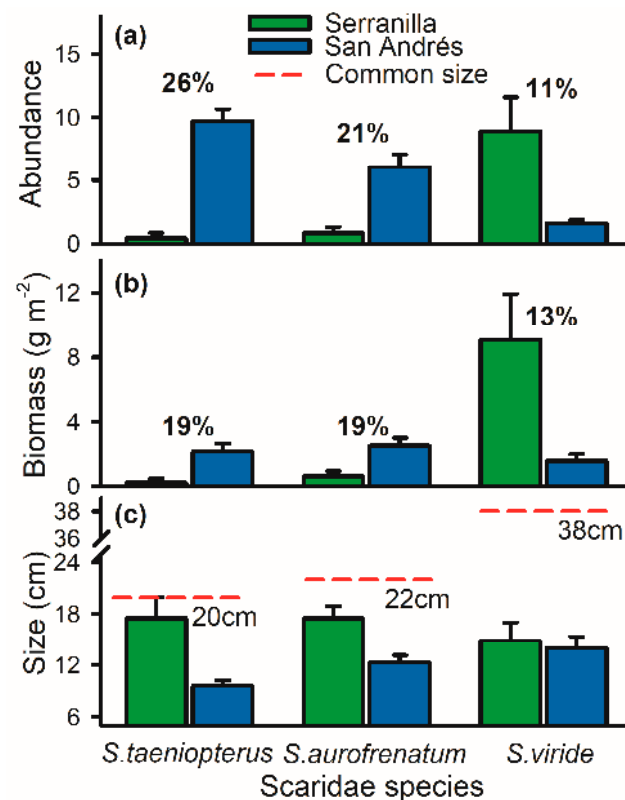 Serranilla
San Andrés
Common size
(a)
Abundance
15
10
5
0
26%
21%
11%
(b)
Biomass (g m⁻²)
12
8
4
0
19%
19%
13%
(c)
Size (cm)
38
36
24
18
12
6
20cm
22cm
38cm
S.taeniopterus S.aurofrenatum S.viride
Scaridae species